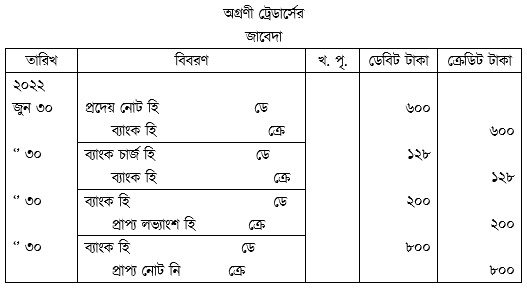 অগ্রণী ট্রেডার্সের
জাবেদা
তারিখ বিবরণ খ. পৃ. ডেবিট টাকা ক্রেডিট টাকা
২০২২
জুন ৩০ প্রদেয় নোট হি ডে ৬০০
ব্যাংক হি ক্রে ৬০০
“ ৩০ ব্যাংক চার্জ হি ডে ১২৮
ব্যাংক হি ক্রে ১২৮
“ ৩০ ব্যাংক হি ডে ২০০
প্রাপ্য লভ্যাংশ হি ক্রে ২০০
“ ৩০ ব্যাংক হি ডে ৮০০
প্রাপ্য নোট নি ক্রে ৮০০